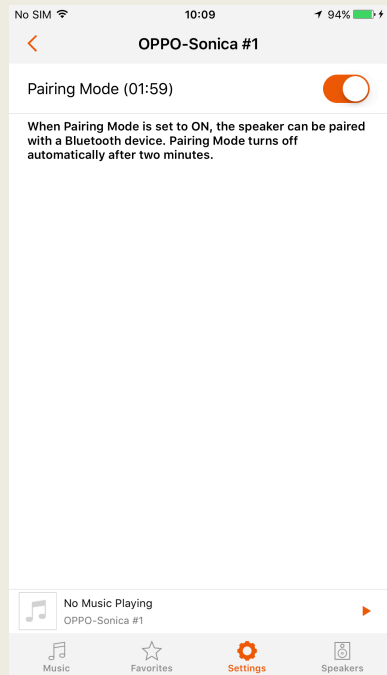 No SIM 10:09 94%
OPPO-Sonica #1
Pairing Mode (01:59)
When Pairing Mode is set to ON, the speaker can be paired
with a Bluetooth device. Pairing Mode turns off
automatically after two minutes.
No Music Playing
OPPO-Sonica #1
Music Favorites Settings Speakers